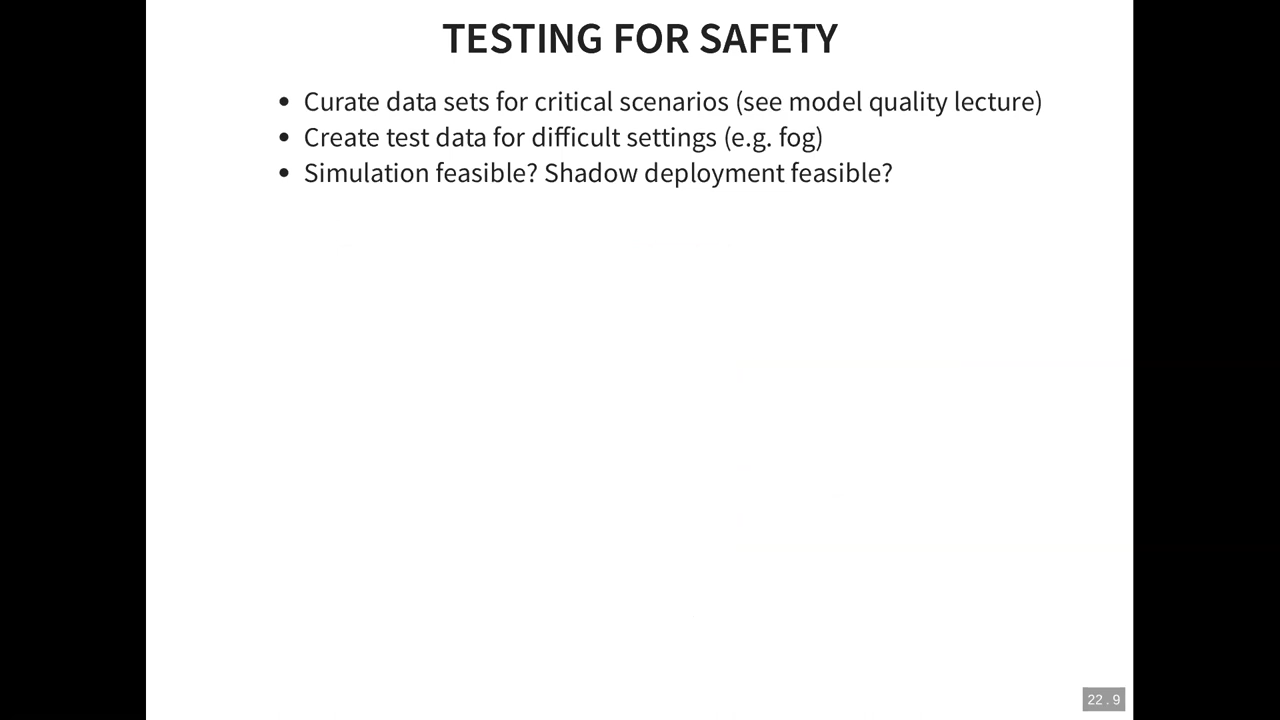 TESTING FOR SAFETY
• Curate data sets for critical scenarios (see model quality lecture)
• Create test data for difficult settings (e.g. fog)
• Simulation feasible? Shadow deployment feasible?
22 . 9